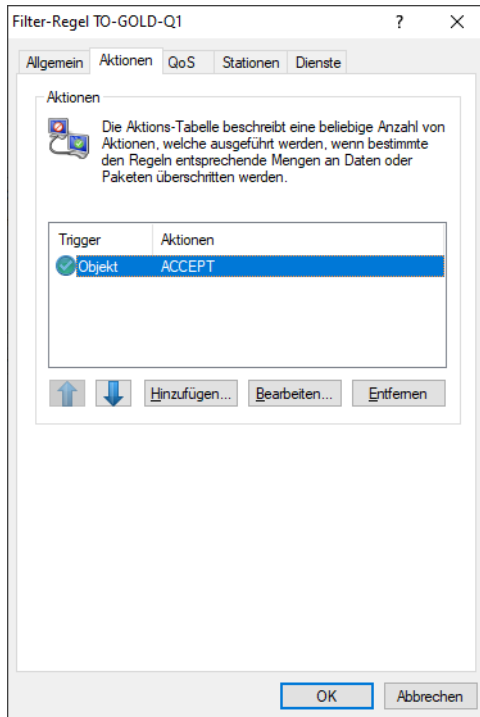 Filter-Regel TO-GOLD-Q1 ? ×
Allgemein Aktionen QoS Stationen Dienste
Aktionen
Die Aktions-Tabelle beschreibt eine beliebige Anzahl von
Aktionen, welche ausgeführt werden, wenn bestimmte
den Regeln entsprechende Mengen an Daten oder
Paketen überschritten werden.
Trigger Aktionen
Objekt ACCEPT
Hinzufügen... Bearbeiten... Entfernen
OK Abbrechen